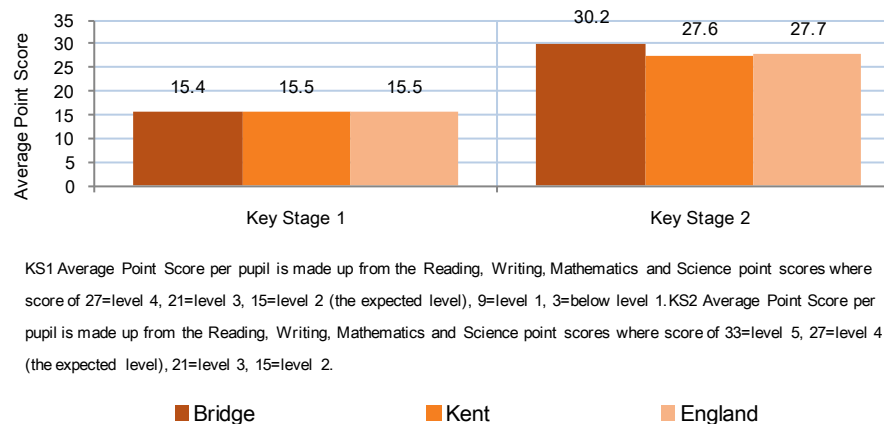 35
30
25
20
15
10
5
0
Average Point Score
15.4 15.5 15.5
30.2 27.6 27.7
Key Stage 1 Key Stage 2
KS1 Average Point Score per pupil is made up from the Reading, Writing, Mathematics and Science point scores where
score of 27=level 4, 21=level 3, 15=level 2 (the expected level), 9=level 1, 3=below level 1. KS2 Average Point Score per
pupil is made up from the Reading, Writing, Mathematics and Science point scores where score of 33=level 5, 27=level 4
(the expected level), 21=level 3, 15=level 2.
Bridge Kent England